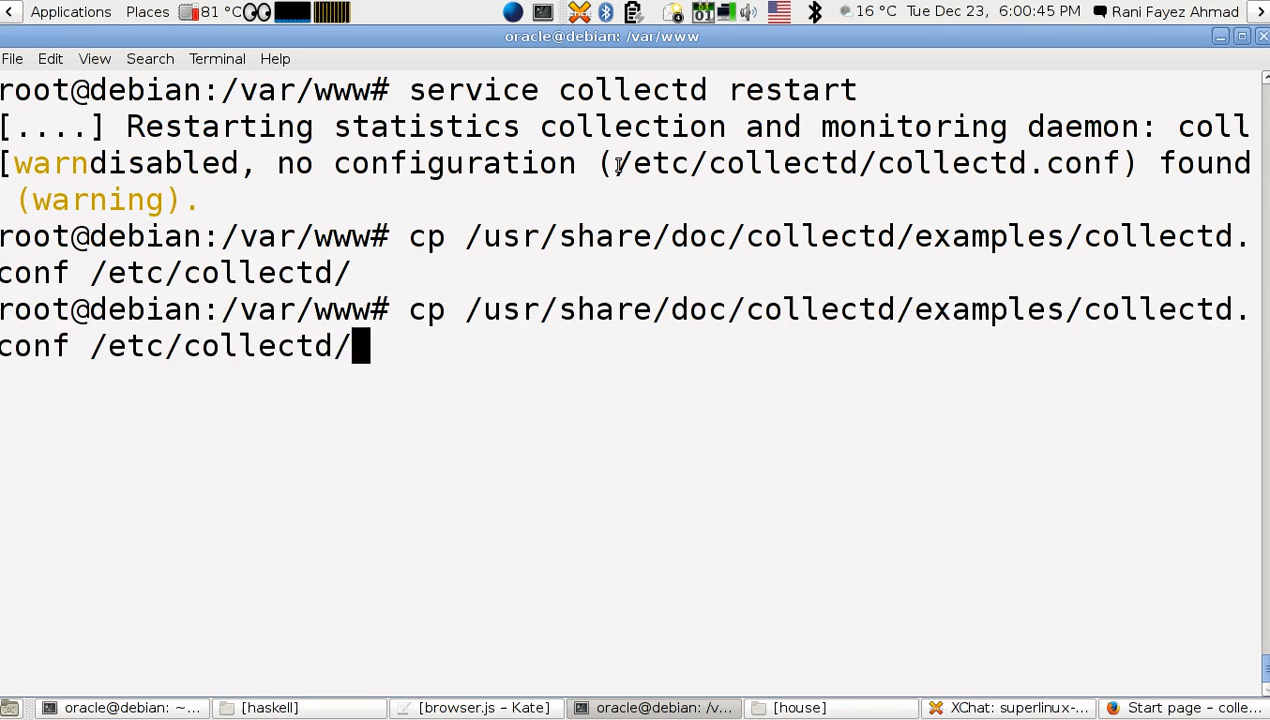 Applications Places 81 °C 16 °C Tue Dec 23, 6:00:45 PM Rani Fayez Ahmad
oracle@debian: /var/www
File Edit View Search Terminal Help
root@debian:/var/www# service collectd restart
[....] Restarting statistics collection and monitoring daemon: coll
[warndisabled, no configuration (/etc/collectd/collectd.conf) found
(warning).
root@debian:/var/www# cp /usr/share/doc/collectd/examples/collectd.
conf /etc/collectd/
root@debian:/var/www# cp /usr/share/doc/collectd/examples/collectd.
conf /etc/collectd/
oracle@debian: ~... [haskell] [browser.js – Kate] oracle@debian: /v... [house] XChat: superlinux-... Start page – colle...